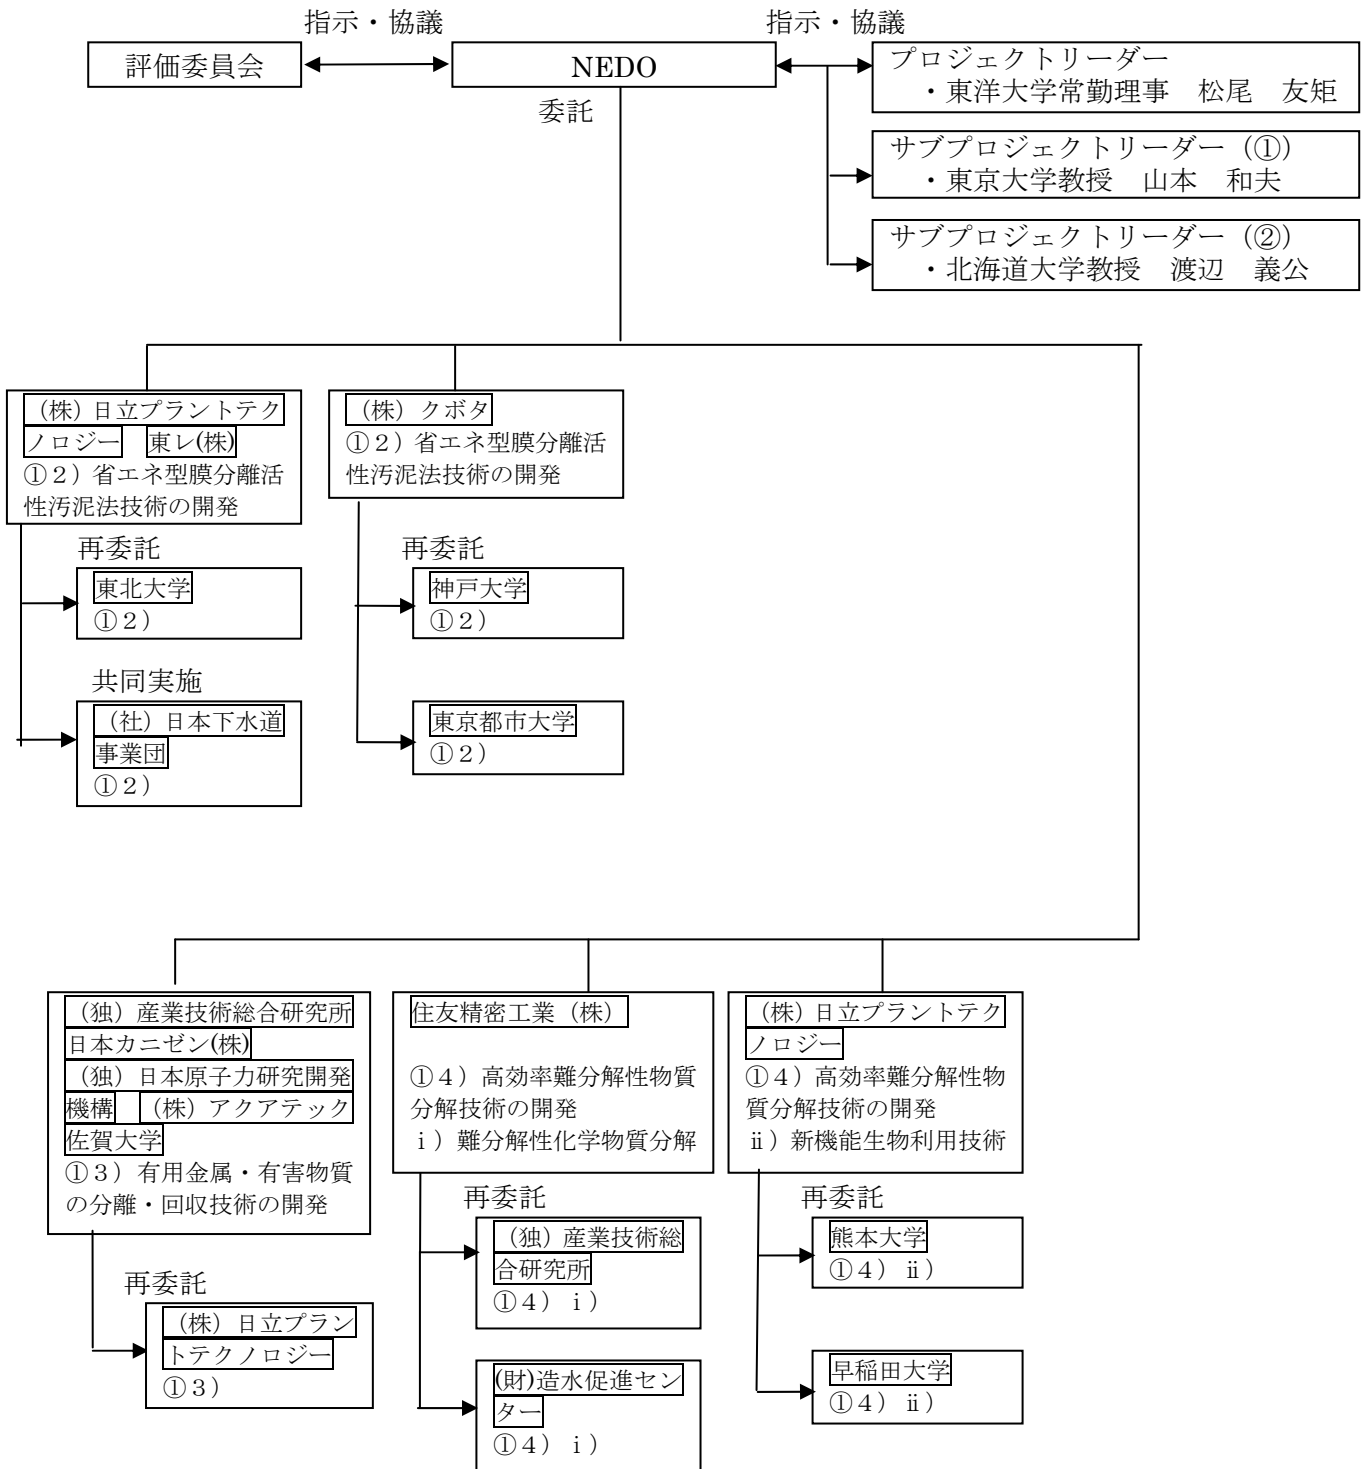 指示・協議
指示・協議
評価委員会
NEDO
プロジェクトリーダー
・東洋大学常勤理事　松尾　友矩
委託
サブプロジェクトリーダー（①）
・東京大学教授　山本　和夫
サブプロジェクトリーダー（②）
・北海道大学教授　渡辺　義公
（株）日立プラントテク
ノロジー　東レ(株)
①２）省エネ型膜分離活
性汚泥法技術の開発
（株）クボタ
①２）省エネ型膜分離活
性汚泥法技術の開発
再委託
東北大学
①２）
共同実施
（社）日本下水道
事業団
①２）
再委託
神戸大学
①２）
東京都市大学
①２）
（独）産業技術総合研究所
日本カニゼン(株)
（独）日本原子力研究開発
機構　（株）アクアテック
佐賀大学
①３）有用金属・有害物質
の分離・回収技術の開発
再委託
（株）日立プラン
トテクノロジー
①３）
住友精密工業（株）
①４）高効率難分解性物質
分解技術の開発
ⅰ）難分解性化学物質分解
再委託
（独）産業技術総
合研究所
①４）ⅰ）
(財)造水促進セン
ター
①４）ⅰ）
（株）日立プラントテク
ノロジー
①４）高効率難分解性物
質分解技術の開発
ⅱ）新機能生物利用技術
再委託
熊本大学
①４）ⅱ）
早稲田大学
①４）ⅱ）